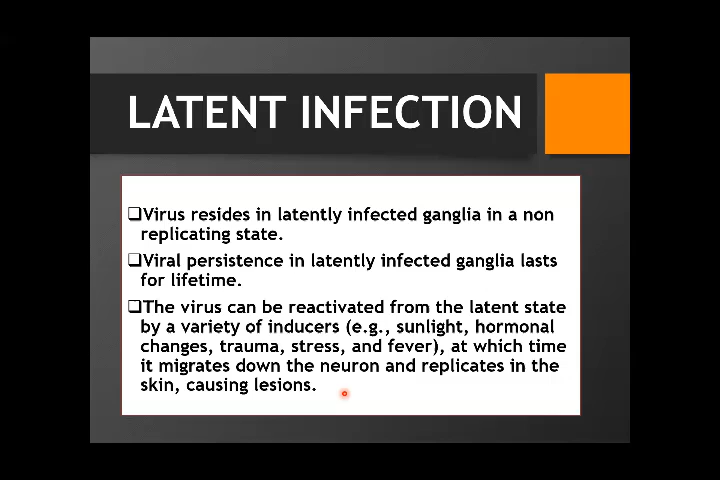 LATENT INFECTION
❑Virus resides in latently infected ganglia in a non
replicating state.
❑Viral persistence in latently infected ganglia lasts
for lifetime.
❑The virus can be reactivated from the latent state
by a variety of inducers (e.g., sunlight, hormonal
changes, trauma, stress, and fever), at which time
it migrates down the neuron and replicates in the
skin, causing lesions.